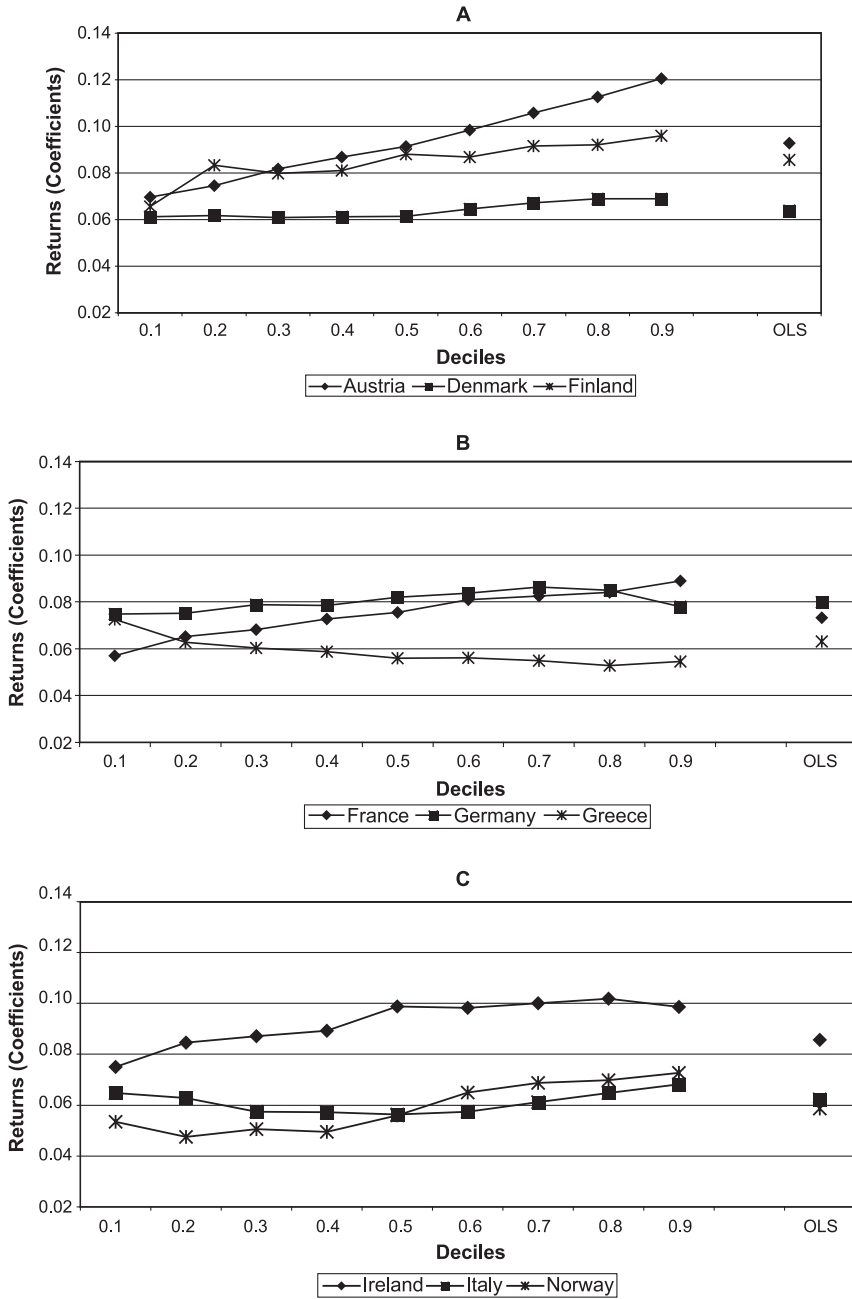 A
0.14
0.12
0.10
0.08
0.06
0.04
0.02
Returns (Coefficients)
0.1 0.2 0.3 0.4 0.5 0.6 0.7 0.8 0.9 OLS
Deciles
Austria Denmark Finland
B
0.14
0.12
0.10
0.08
0.06
0.04
0.02
Returns (Coefficients)
0.1 0.2 0.3 0.4 0.5 0.6 0.7 0.8 0.9 OLS
Deciles
France Germany Greece
C
0.14
0.12
0.10
0.08
0.06
0.04
0.02
Returns (Coefficients)
0.1 0.2 0.3 0.4 0.5 0.6 0.7 0.8 0.9 OLS
Deciles
Ireland Italy Norway